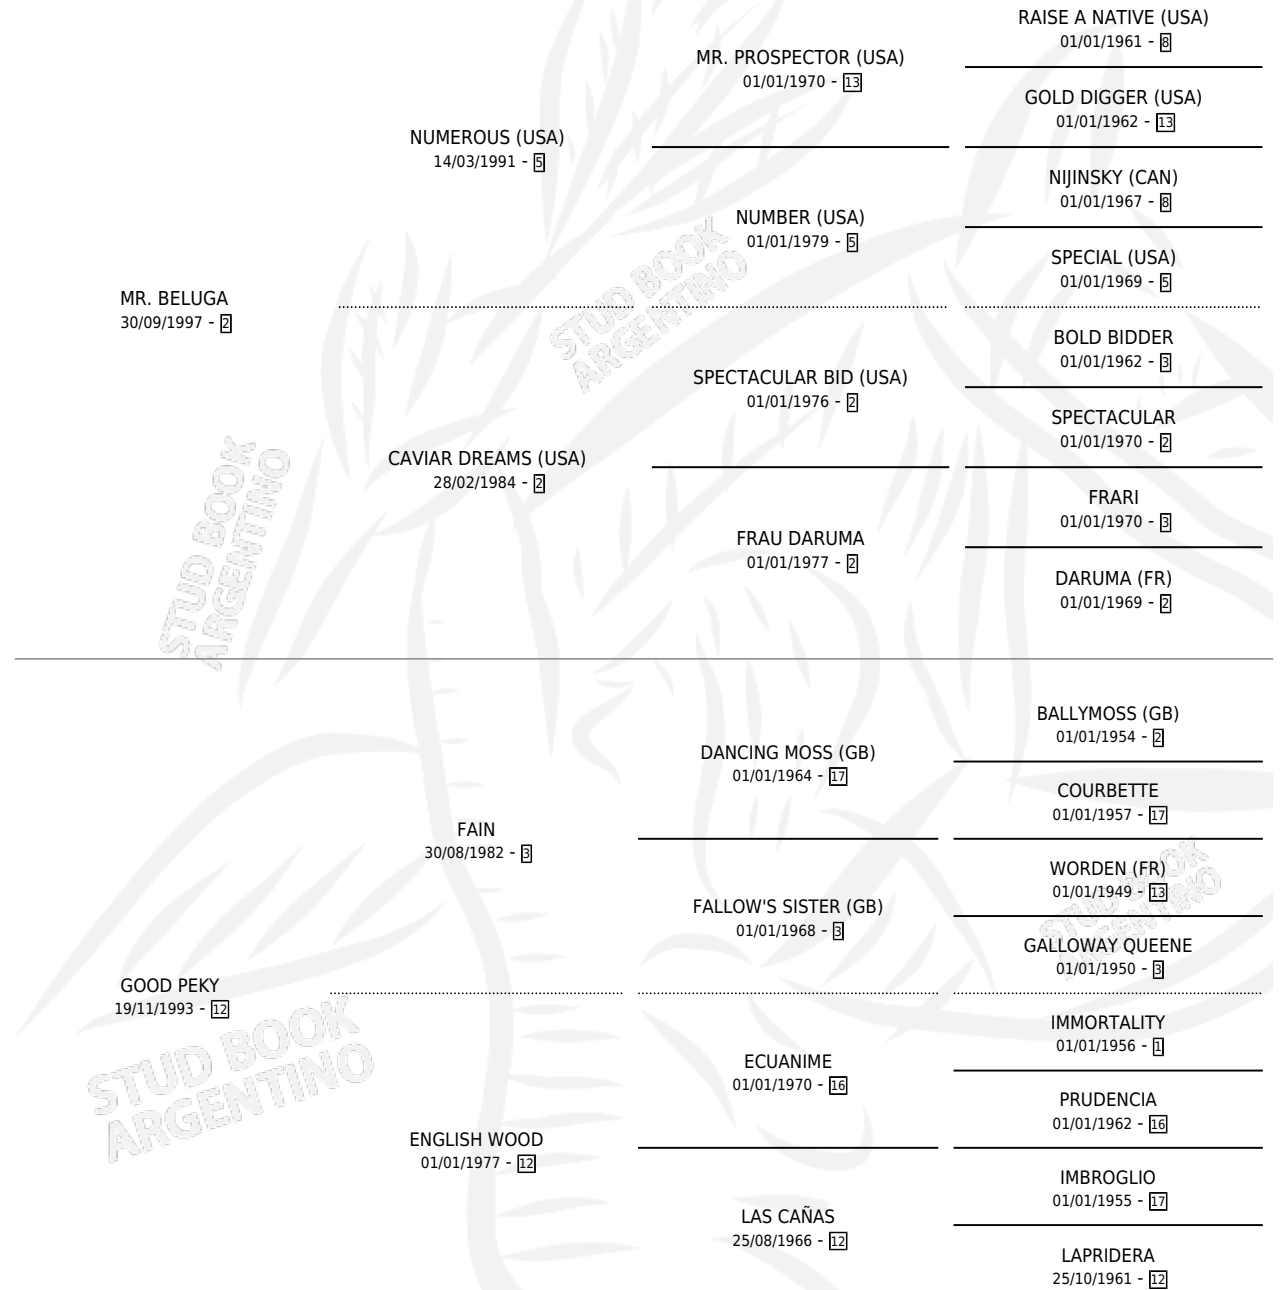 RAISE A NATIVE (USA)
01/01/1961 - 8
MR. PROSPECTOR (USA)
01/01/1970 - 13
GOLD DIGGER (USA)
01/01/1962 - 13
NUMEROUS (USA)
14/03/1991 - 5
NIJINSKY (CAN)
01/01/1967 - 8
NUMBER (USA)
01/01/1979 - 5
SPECIAL (USA)
01/01/1969 - 5
MR. BELUGA
30/09/1997 - 2
BOLD BIDDER
01/01/1962 - 3
SPECTACULAR BID (USA)
01/01/1976 - 2
SPECTACULAR
01/01/1970 - 2
CAVIAR DREAMS (USA)
28/02/1984 - 2
FRARI
01/01/1970 - 3
FRAU DARUMA
01/01/1977 - 2
DARUMA (FR)
01/01/1969 - 2
BALLYMOSS (GB)
01/01/1954 - 2
DANCING MOSS (GB)
01/01/1964 - 17
COURBETTE
01/01/1957 - 17
FAIN
30/08/1982 - 3
WORDEN (FR)
01/01/1949 - 13
FALLOW'S SISTER (GB)
01/01/1968 - 3
GALLOWAY QUEENE
01/01/1950 - 3
GOOD PEKY
19/11/1993 - 12
IMMORTALITY
01/01/1956 - 1
ECUANIME
01/01/1970 - 16
PRUDENCIA
01/01/1962 - 16
ENGLISH WOOD
01/01/1977 - 12
IMBROGLIO
01/01/1955 - 17
LAS CAÑAS
25/08/1966 - 12
LAPRIDERA
25/10/1961 - 12
STUD BOOK
ARGENTINO
STUD BOOK
ARGENTINO
STUD BOOK
ARGENTINO
STUD BOOK
ARGENTINO